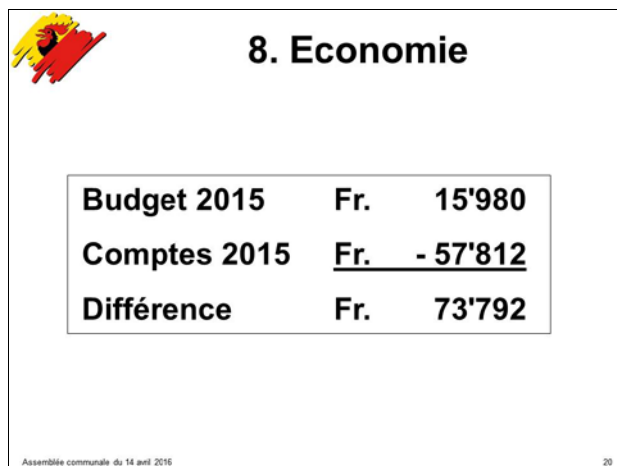 8. Economie
Budget 2015 Fr. 15'980
Comptes 2015 Fr. - 57'812
Différence Fr. 73'792
Assemblée communale du 14 avril 2016 20